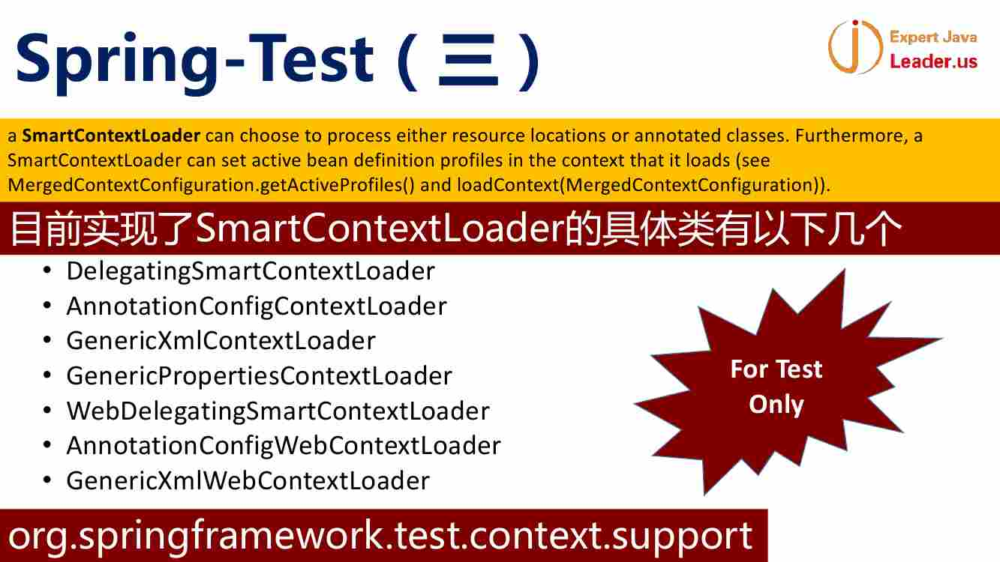 Spring-Test（三）
Expert Java
Leader.us
a SmartContextLoader can choose to process either resource locations or annotated classes. Furthermore, a
SmartContextLoader can set active bean definition profiles in the context that it loads (see
MergedContextConfiguration.getActiveProfiles() and loadContext(MergedContextConfiguration)).
目前实现了SmartContextLoader的具体类有以下几个
• DelegatingSmartContextLoader
• AnnotationConfigContextLoader
• GenericXmlContextLoader
• GenericPropertiesContextLoader
• WebDelegatingSmartContextLoader
• AnnotationConfigWebContextLoader
• GenericXmlWebContextLoader
For Test
Only
org.springframework.test.context.support